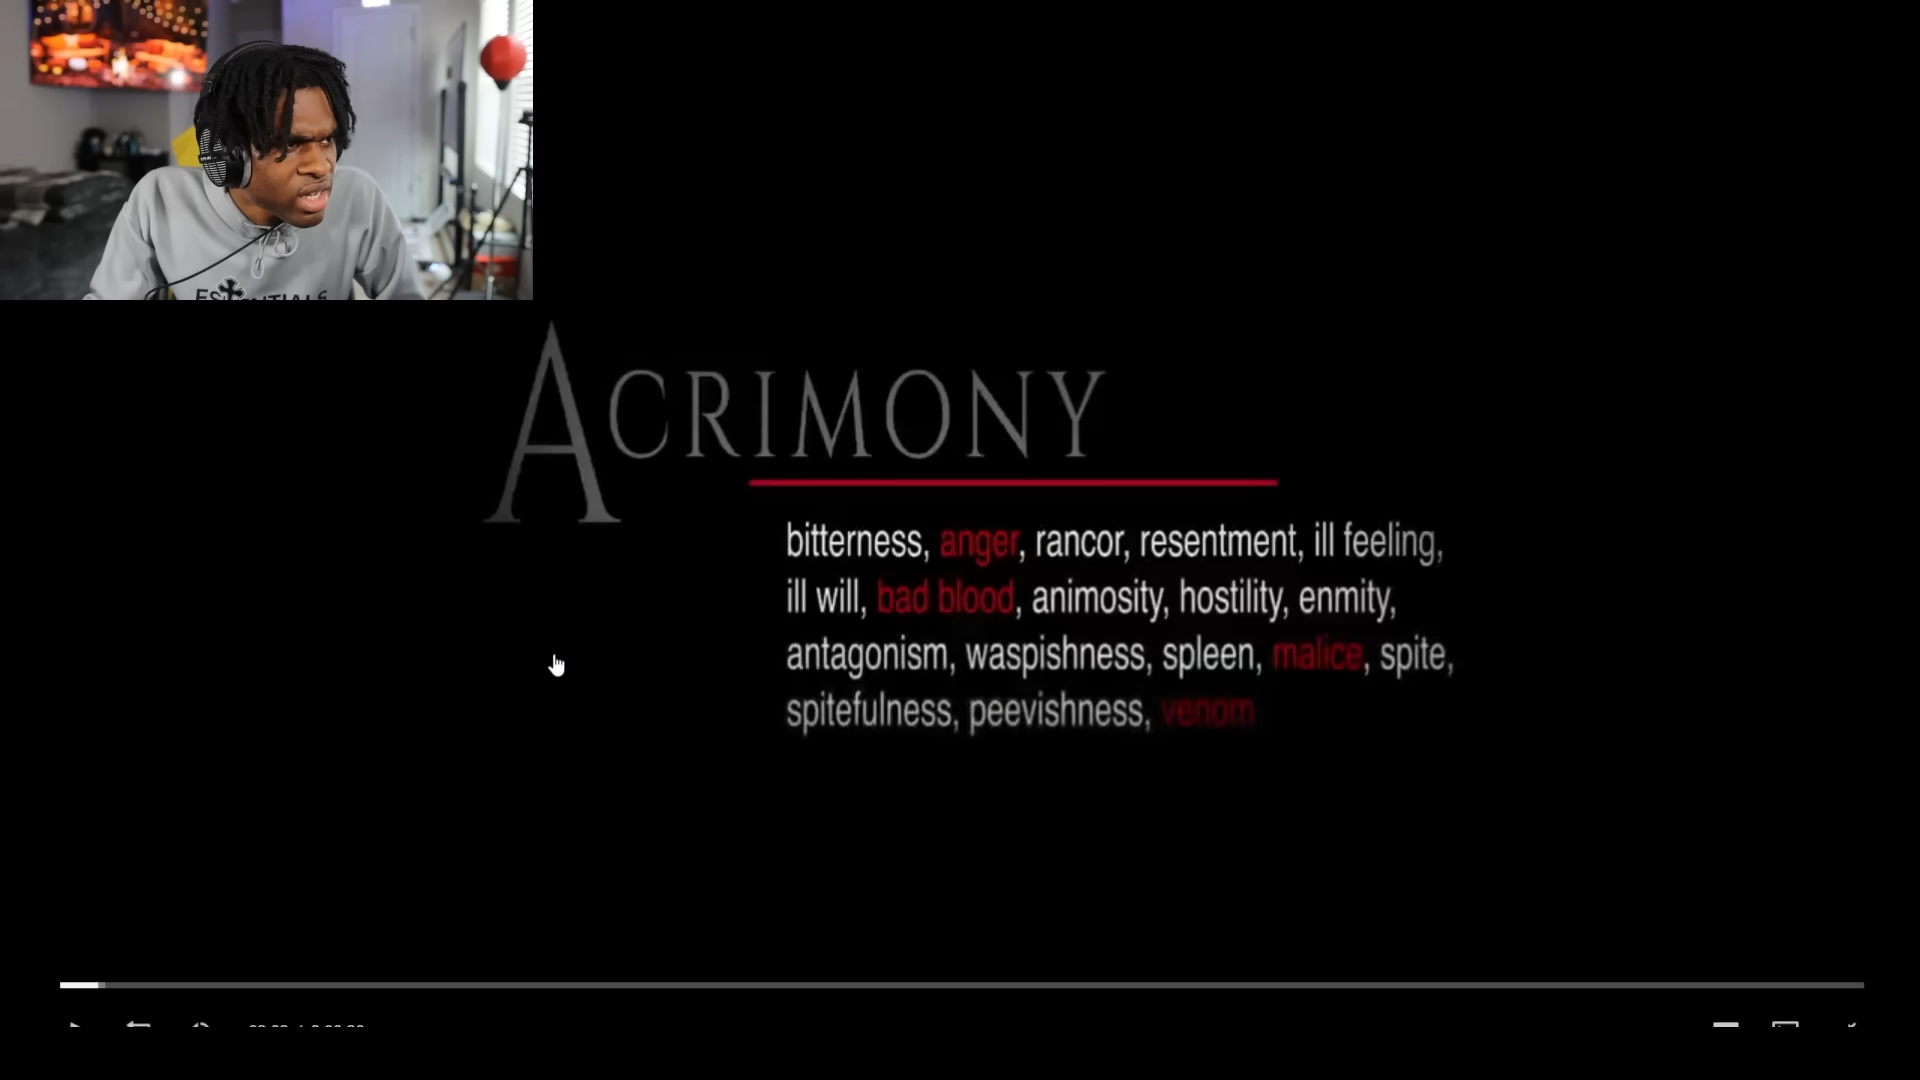 ACRIMONY
bitterness, anger, rancor, resentment, ill feeling,
ill will, bad blood, animosity, hostility, enmity,
antagonism, waspishness, spleen, malice, spite,
spitefulness, peevishness, venom